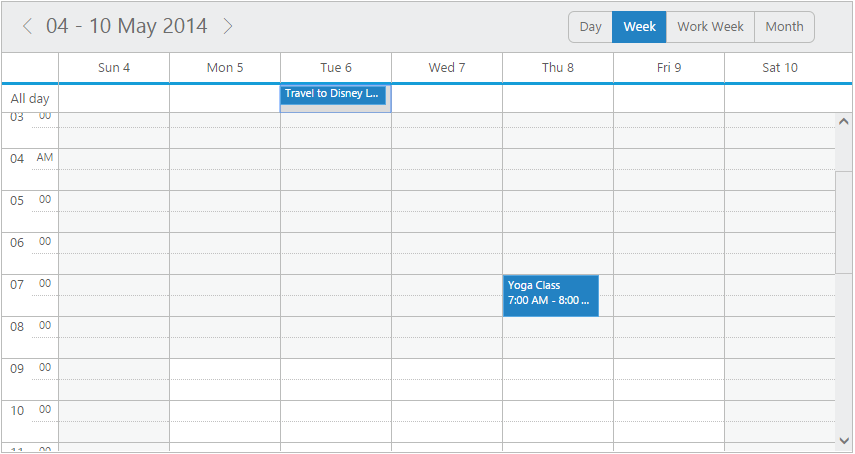 04 - 10 May 2014
Day Week Work Week Month
Sun 4 Mon 5 Tue 6 Wed 7 Thu 8 Fri 9 Sat 10
All day Travel to Disney L...
03 00
04 AM
05 00
06 00
07 00 Yoga Class
7:00 AM - 8:00 ...
08 00
09 00
10 00
11 00